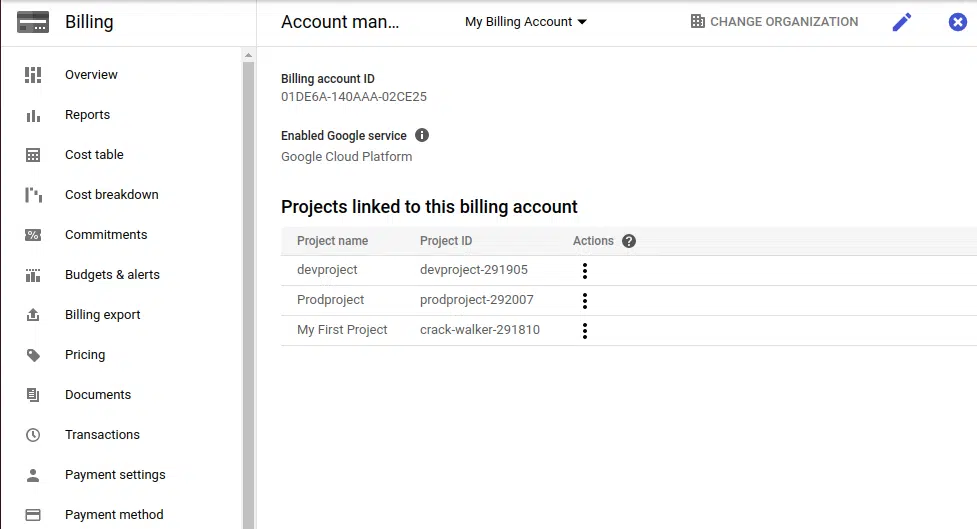 Billing
Account man...
My Billing Account
CHANGE ORGANIZATION
Overview
Reports
Cost table
Cost breakdown
Commitments
Budgets & alerts
Billing export
Pricing
Documents
Transactions
Payment settings
Payment method
Billing account ID
01DE6A-140AAA-02CE25
Enabled Google service
Google Cloud Platform
Projects linked to this billing account
Project name Project ID Actions
devproject devproject-291905
Prodproject prodproject-292007
My First Project crack-walker-291810